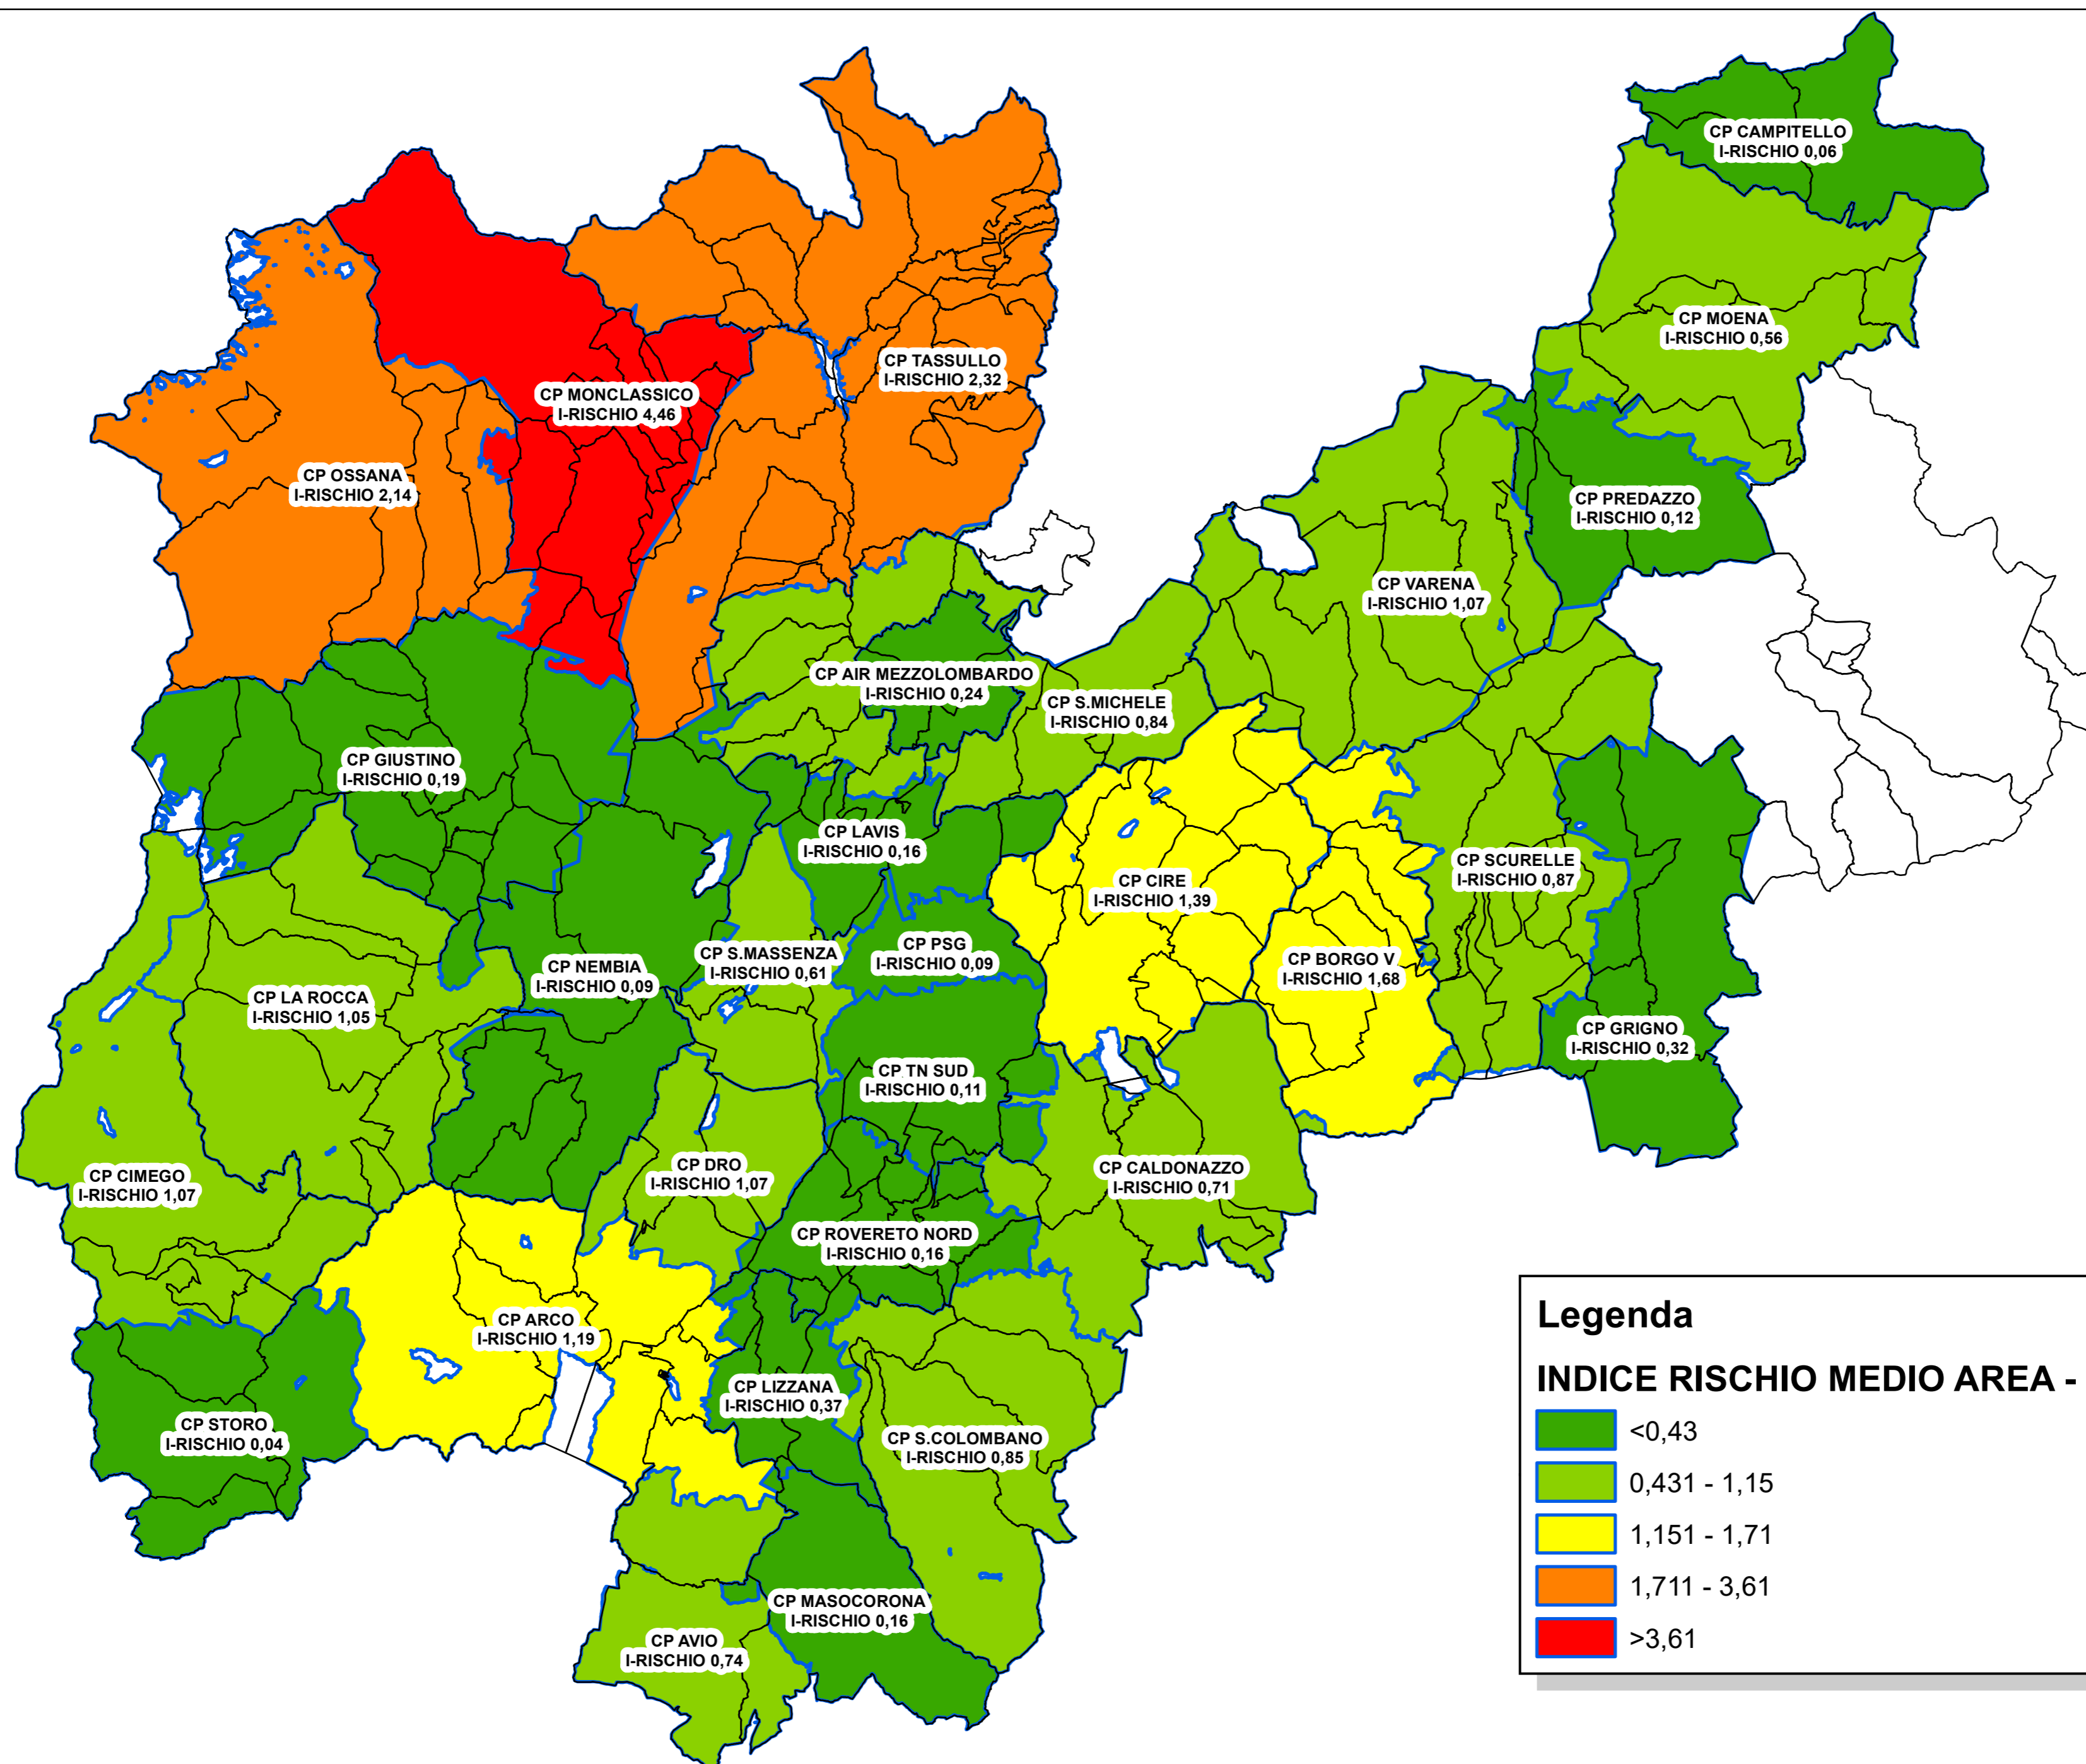 CP CAMPITELLO
I-RISCHIO 0,06
CP MOENA
I-RISCHIO 0,56
CP TASSULLO
I-RISCHIO 2,32
CP MONCLASSICO
I-RISCHIO 4,46
CP OSSANA
I-RISCHIO 2,14
CP PREDAZZO
I-RISCHIO 0,12
CP VARENA
I-RISCHIO 1,07
CP AIR MEZZOLOMBARDO
I-RISCHIO 0,24
CP S.MICHELE
I-RISCHIO 0,84
CP GIUSTINO
I-RISCHIO 0,19
CP LAVIS
I-RISCHIO 0,16
CP SCURELLE
I-RISCHIO 0,87
CP CIRE
I-RISCHIO 1,39
CP PSG
I-RISCHIO 0,09
CP S.MASSENZA
I-RISCHIO 0,61
CP BORGO V
I-RISCHIO 1,68
CP NEMBIA
I-RISCHIO 0,09
CP LA ROCCA
I-RISCHIO 1,05
CP GRIGNO
I-RISCHIO 0,32
CP TN SUD
I-RISCHIO 0,11
CP DRO
I-RISCHIO 1,07
CP CALDONAZZO
I-RISCHIO 0,71
CP CIMEGO
I-RISCHIO 1,07
CP ROVERETO NORD
I-RISCHIO 0,16
CP ARCO
I-RISCHIO 1,19
CP LIZZANA
I-RISCHIO 0,37
CP STORO
I-RISCHIO 0,04
CP S.COLOMBANO
I-RISCHIO 0,85
CP MASOCORONA
I-RISCHIO 0,16
CP AVIO
I-RISCHIO 0,74
Legenda
INDICE RISCHIO MEDIO AREA -
<0,43
0,431 - 1,15
1,151 - 1,71
1,711 - 3,61
>3,61